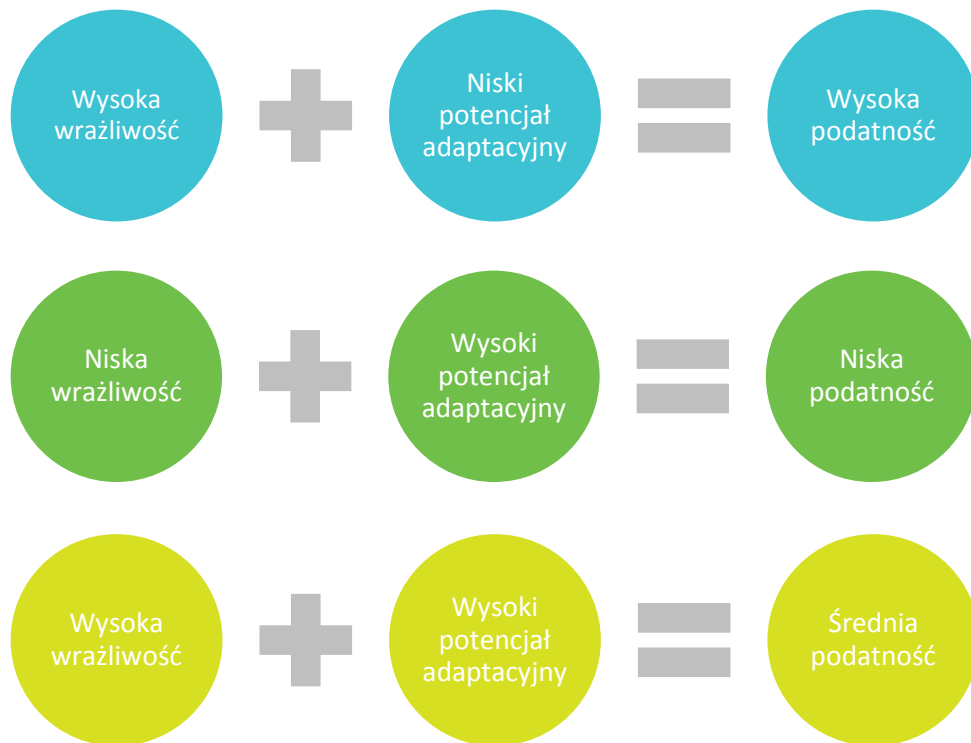 Wysoka
wrażliwość
Niski
potencjał
adaptacyjny
Wysoka
podatność
Niska
wrażliwość
Wysoki
potencjał
adaptacyjny
Niska
podatność
Wysoka
wrażliwość
Wysoki
potencjał
adaptacyjny
Średnia
podatność